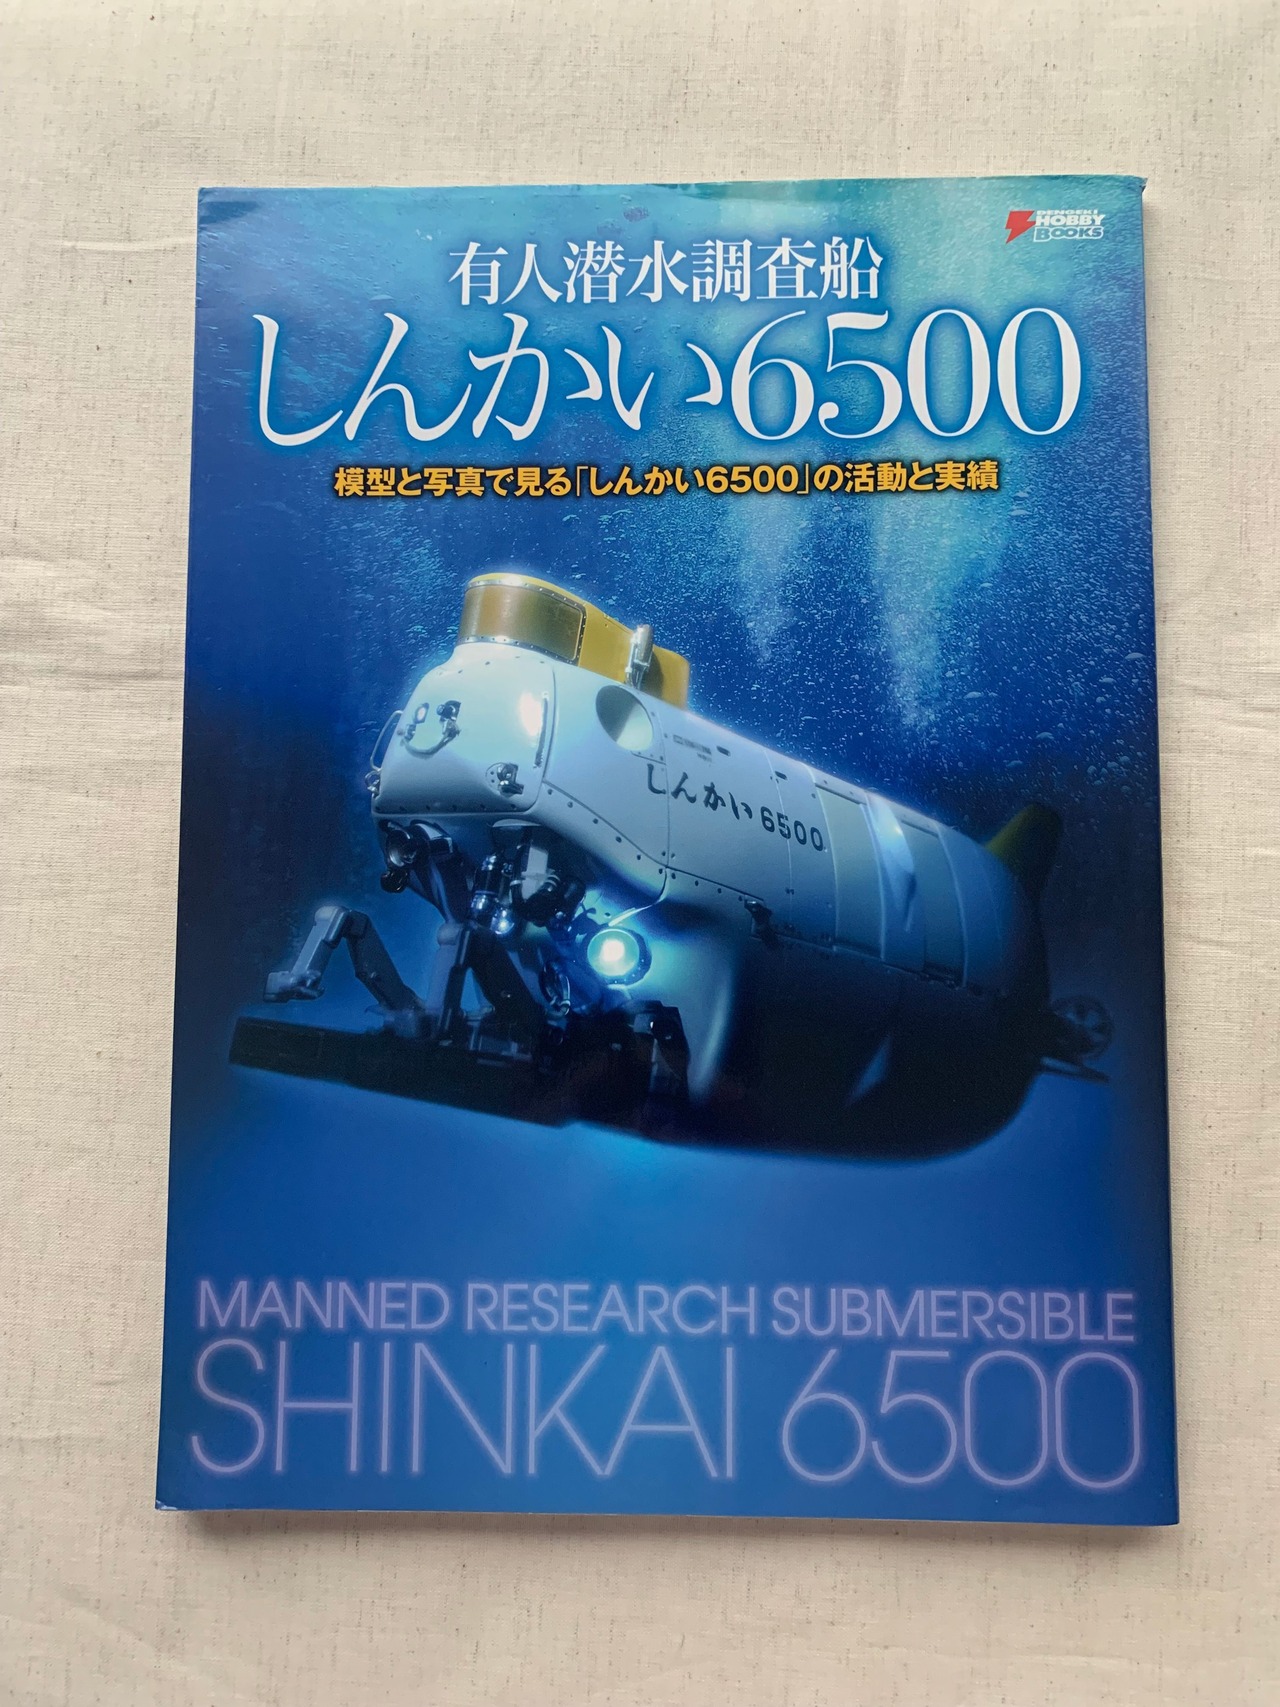 DENGEKI
HOBBY
BOOKS
有人潜水調査船
しんかい6500
模型と写真で見る「しんかい6500」の活動と実績
しんかい6500
MANNED RESEARCH SUBMERSIBLE
SHINKAI 6500